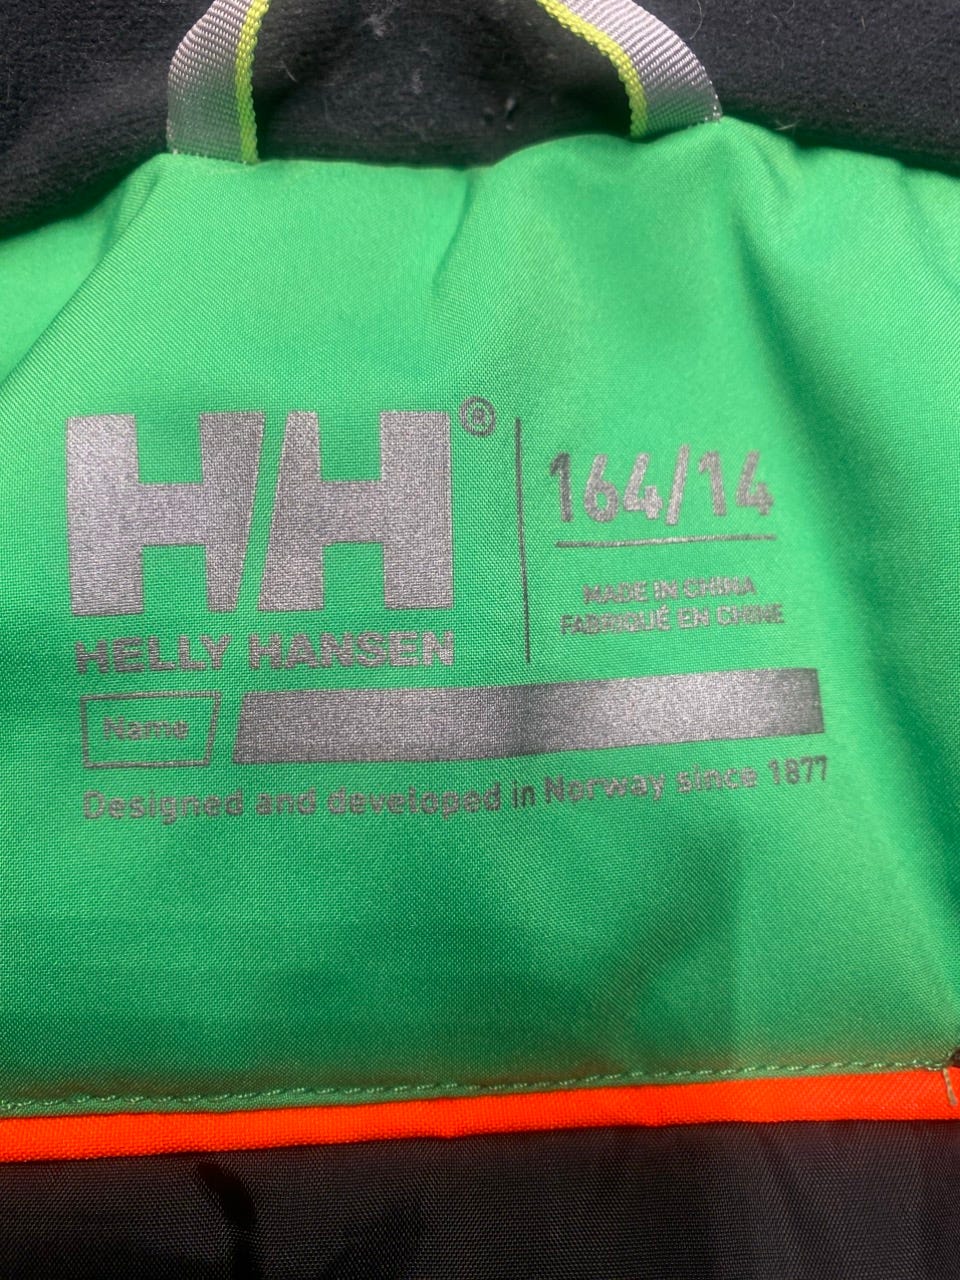 HH®
HELLY HANSEN
164/14
MADE IN CHINA
FABRIQUÉ EN CHINE
Name
Designed and developed in Norway since 1877